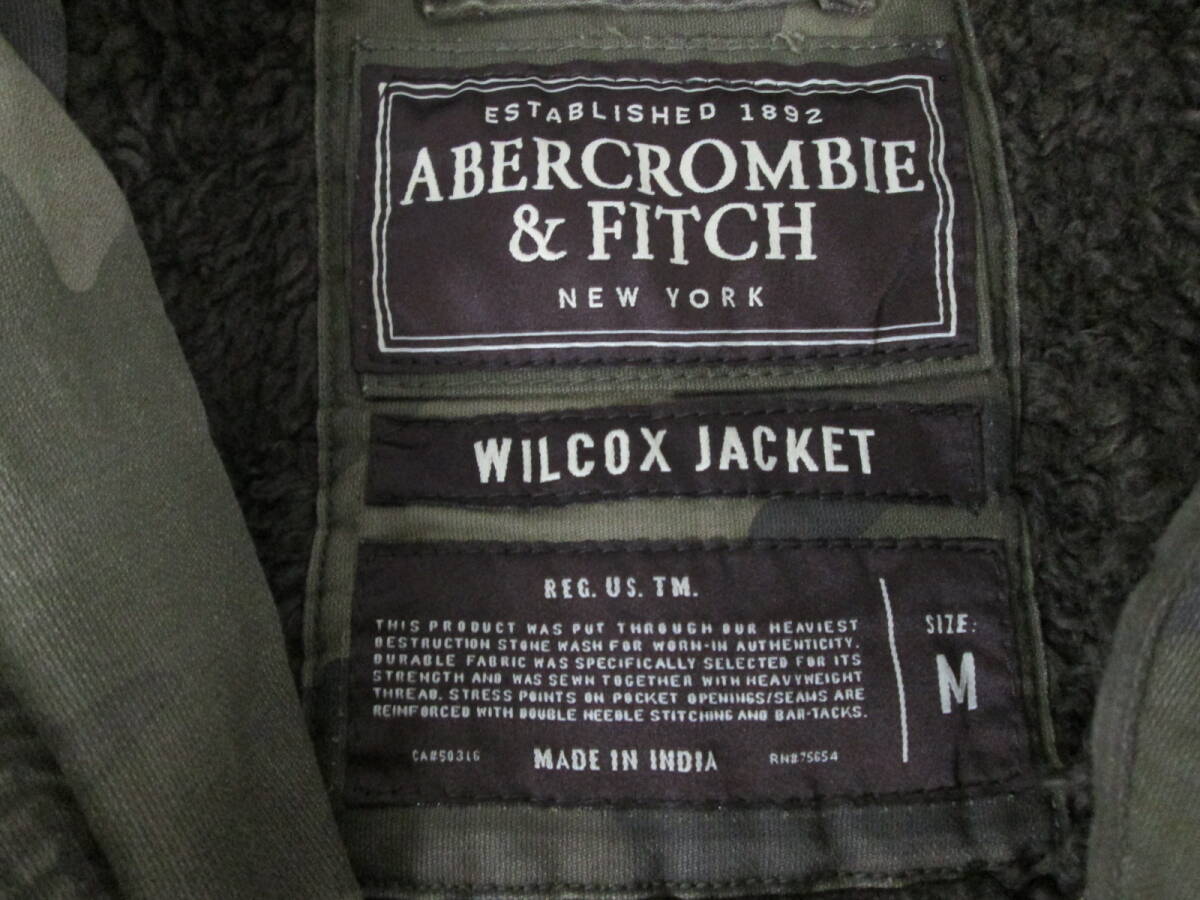 ESTABLISHED 1892
ABERCROMBIE
& FITCH
NEW YORK
WILCOX JACKET
REG. US. TM.
THIS PRODUCT WAS PUT THROUGH OUR HEAVIEST
DESTRUCTION STONE WASH FOR WORN-IN AUTHENTICITY.
DURABLE FABRIC WAS SPECIFICALLY SELECTED FOR ITS
STRENGTH AND WAS SEWN TOGETHER WITH HEAVYWEIGHT
THREAD. STRESS POINTS ON POCKET OPENINGS/SEAMS ARE
REINFORCED WITH DOUBLE NEEDLE STITCHING AND BAR-TACKS.
CA#50316 MADE IN INDIA RN#75654
SIZE:
M